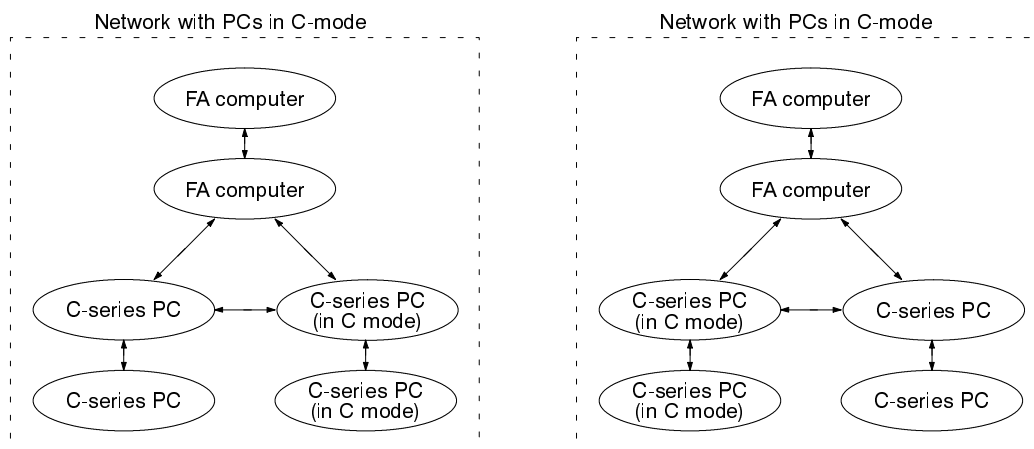 Network with PCs in C-mode
FA computer
FA computer
C-series PC
C-series PC
(in C mode)
C-series PC
C-series PC
(in C mode)
Network with PCs in C-mode
FA computer
FA computer
C-series PC
(in C mode)
C-series PC
C-series PC
(in C mode)
C-series PC